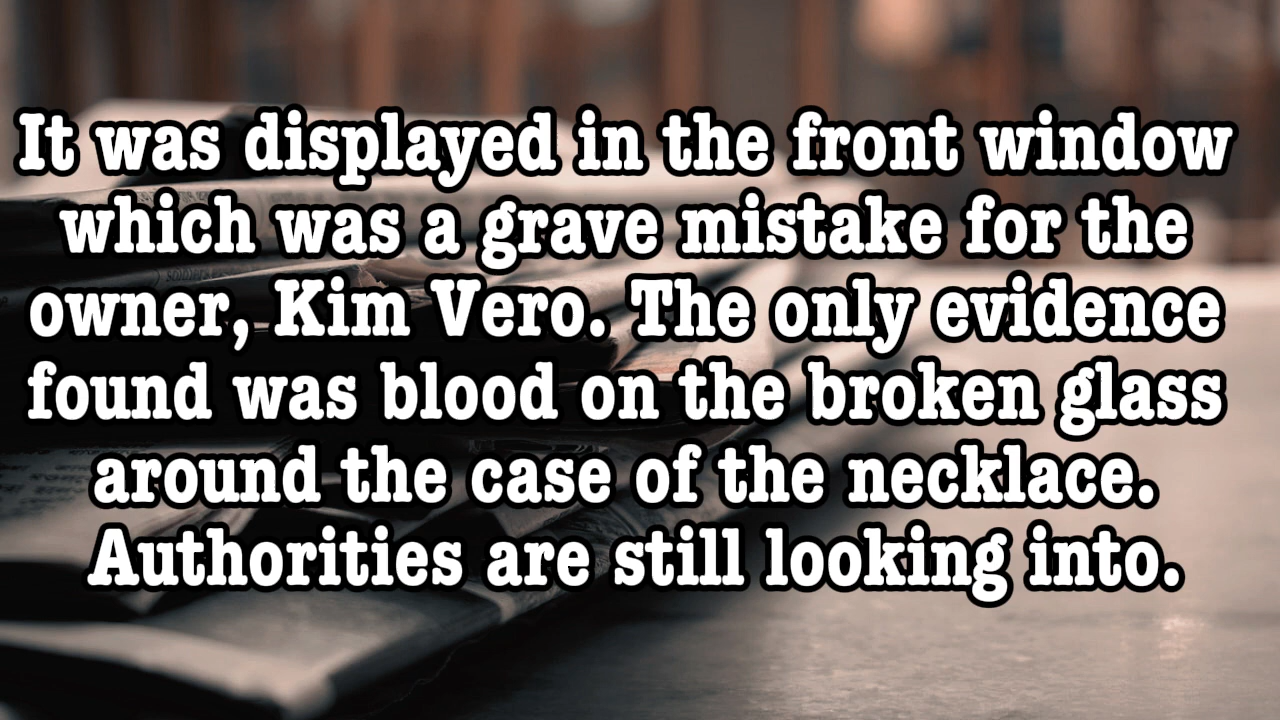 It was displayed in the front window
which was a grave mistake for the
owner, Kim Vero. The only evidence
found was blood on the broken glass
around the case of the necklace.
Authorities are still looking into.